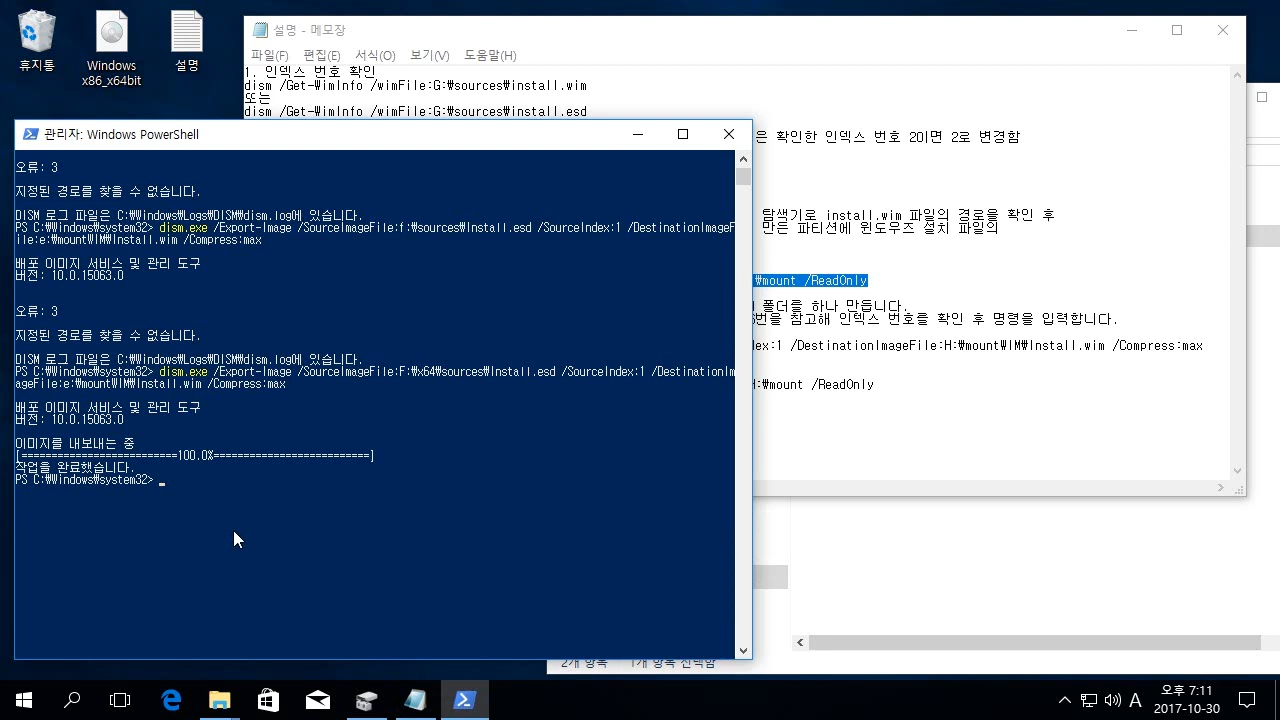 휴지통
Windows
x86_x64bit
설명
설명 - 메모장
파일(F) 편집(E) 서식(O) 보기(V) 도움말(H)
1. 인덱스 번호 확인
dism /Get-WimInfo /wimFile:G:₩sources₩install.wim
또는
dism /Get-WimInfo /wimFile:G:₩sources₩install.esd
은 확인한 인덱스 번호 2이면 2로 변경함
탐색기로 install.wim 파일의 경로를 확인 후
만든 파티션에 윈도우즈 설치 파일의
₩mount /ReadOnly
폴더를 하나 만듭니다.
번을 참고해 인덱스 번호를 확인 후 명령을 입력합니다.
dex:1 /DestinationImageFile:H:₩mountWIM₩Install.wim /Compress:max
H:₩mount /ReadOnly
관리자: Windows PowerShell
오류: 3
지정된 경로를 찾을 수 없습니다.
DISM 로그 파일은 C:₩Windows₩Logs₩DISM₩dism.log에 있습니다.
PS C:₩Windows₩system32> dism.exe /Export-Image /SourceImageFile:f:₩sources₩Install.esd /SourceIndex:1 /DestinationImageF
ile:e:₩mountWIM₩Install.wim /Compress:max
배포 이미지 서비스 및 관리 도구
버전: 10.0.15063.0
오류: 3
지정된 경로를 찾을 수 없습니다.
DISM 로그 파일은 C:₩Windows₩Logs₩DISM₩dism.log에 있습니다.
PS C:₩Windows₩system32> dism.exe /Export-Image /SourceImageFile:F:₩x64₩sources₩Install.esd /SourceIndex:1 /DestinationIm
ageFile:e:₩mountWIM₩Install.wim /Compress:max
배포 이미지 서비스 및 관리 도구
버전: 10.0.15063.0
이미지를 내보내는 중
[==========================100.0%==========================]
작업을 완료했습니다.
PS C:₩Windows₩system32> _
2개 항목 1개 항목 선택함
A
오후 7:11
2017-10-30